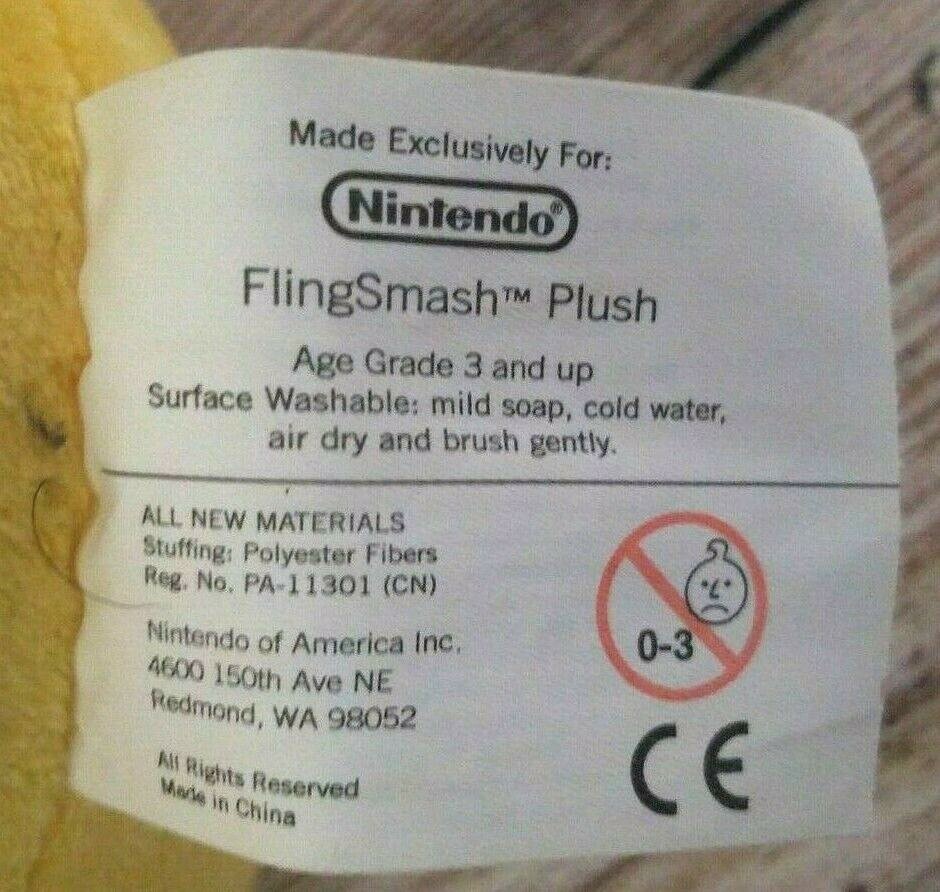 Made Exclusively For:
Nintendo®
FlingSmash™ Plush
Age Grade 3 and up
Surface Washable: mild soap, cold water,
air dry and brush gently.
ALL NEW MATERIALS
Stuffing: Polyester Fibers
Reg. No. PA-11301 (CN)
Nintendo of America Inc.
4600 150th Ave NE
Redmond, WA 98052
All Rights Reserved
Made in China
0-3
CE